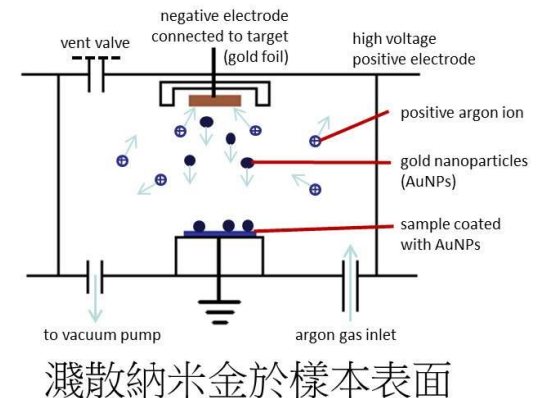 negative electrode
connected to target
(gold foil)
vent valve
high voltage
positive electrode
positive argon ion
gold nanoparticles
(AuNPs)
sample coated
with AuNPs
to vacuum pump
argon gas inlet
濺散納米金於樣本表面